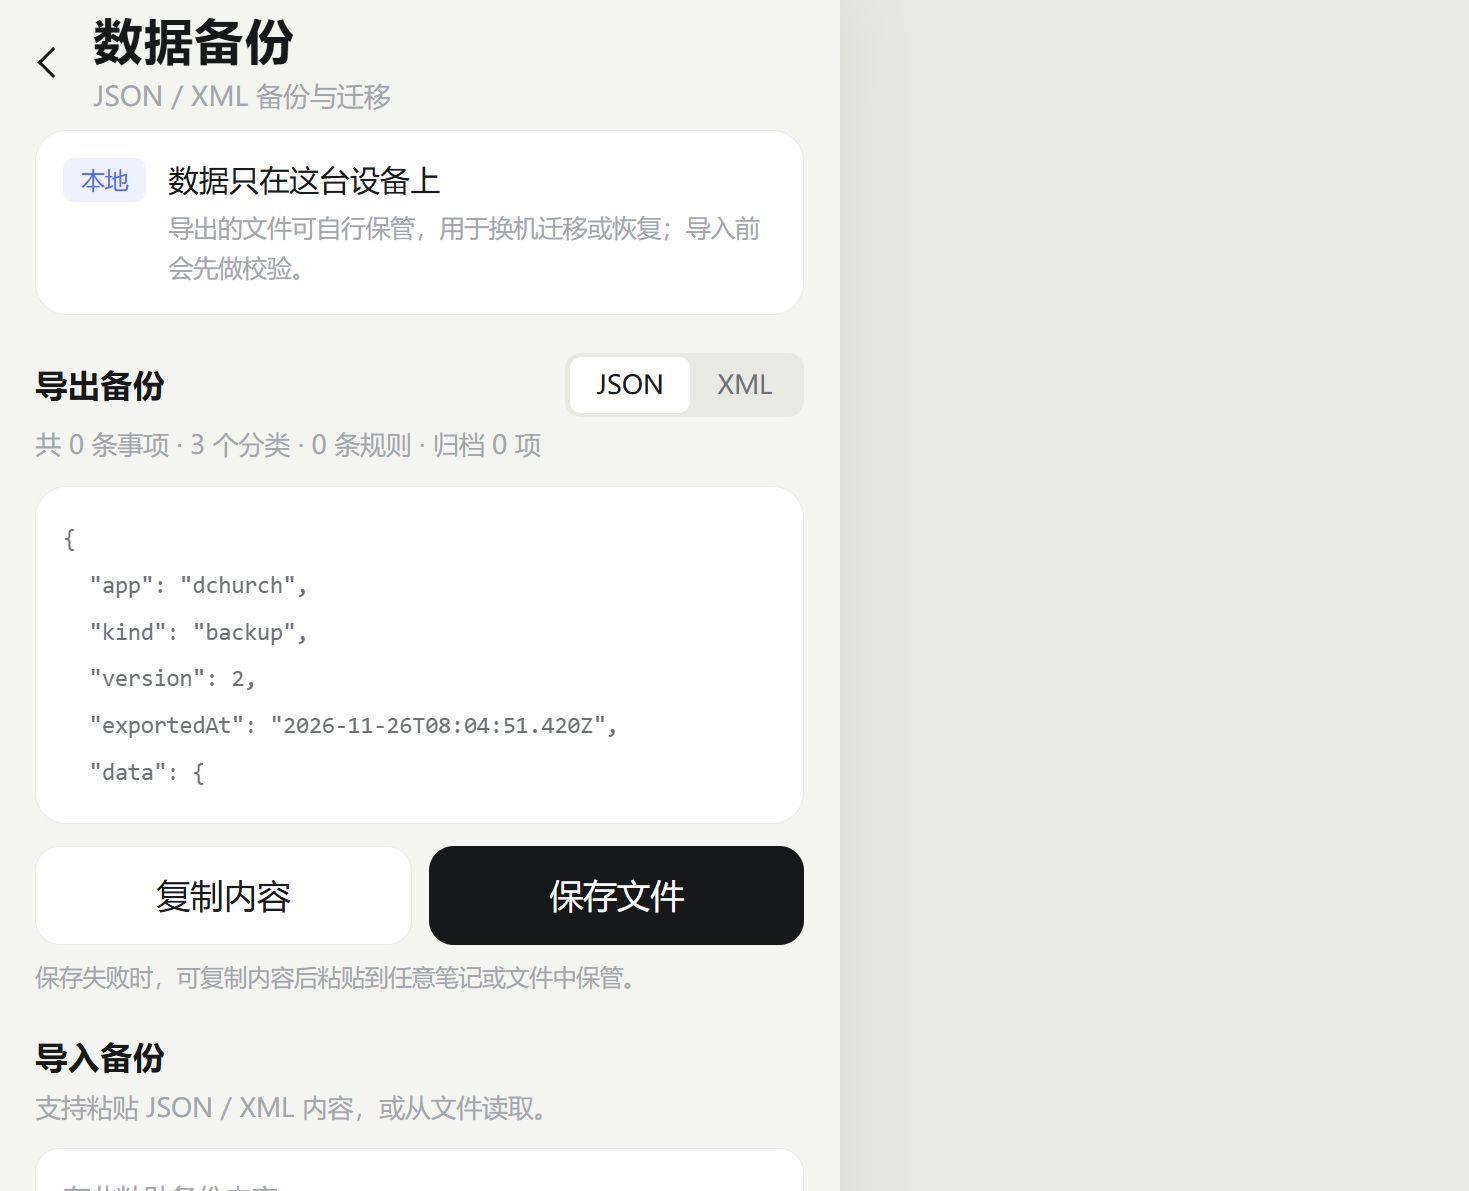 数据备份
JSON / XML 备份与迁移
本地
数据只在这台设备上
导出的文件可自行保管，用于换机迁移或恢复；导入前
会先做校验。
导出备份
JSON
XML
共 0 条事项 · 3 个分类 · 0 条规则 · 归档 0 项
{
"app": "dchurch",
"kind": "backup",
"version": 2,
"exportedAt": "2026-11-26T08:04:51.420Z",
"data": {
复制内容
保存文件
保存失败时，可复制内容后粘贴到任意笔记或文件中保管。
导入备份
支持粘贴 JSON / XML 内容，或从文件读取。